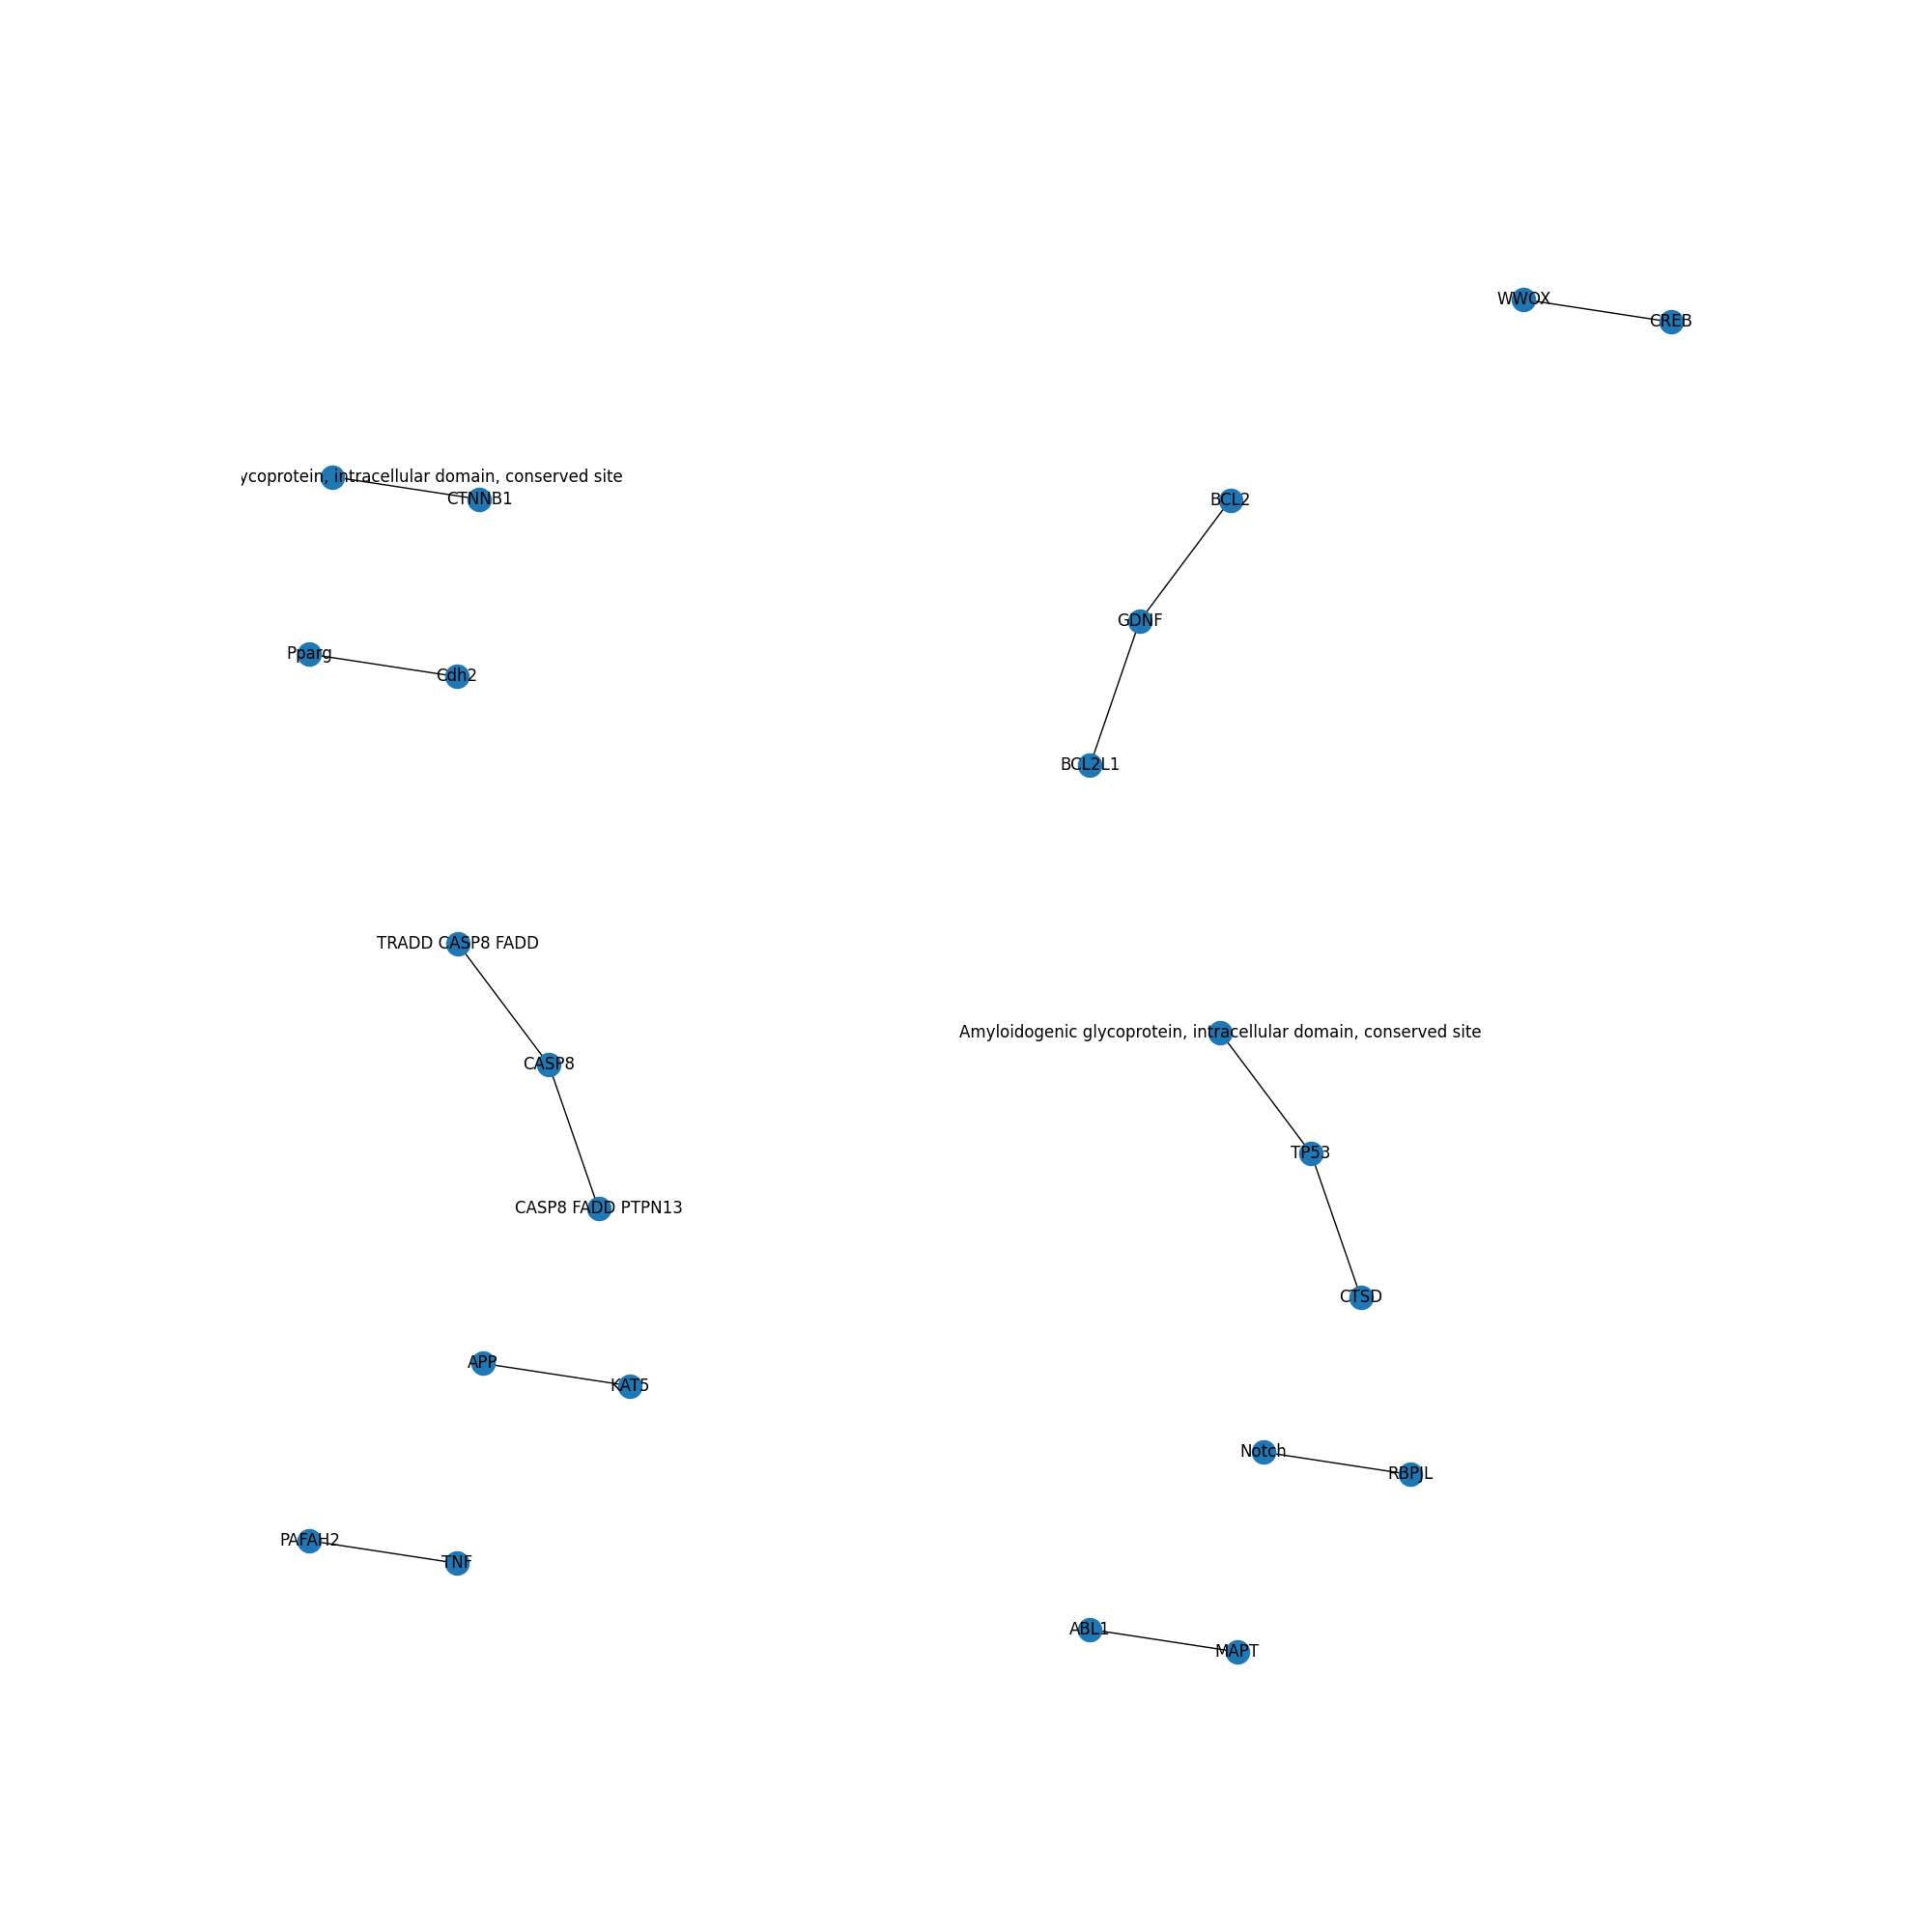 WWOX
CREB
ycoprotein, intracellular domain, conserved site
CTNNB1
BCL2
GDNF
Pparg
Cdh2
BCL2L1
TRADD CASP8 FADD
CASP8
CASP8 FADD PTPN13
Amyloidogenic glycoprotein, intracellular domain, conserved site
TP53
CTSD
APP
KAT5
Notch
RBPJL
PAFAH2
TNF
ABL1
MAPT